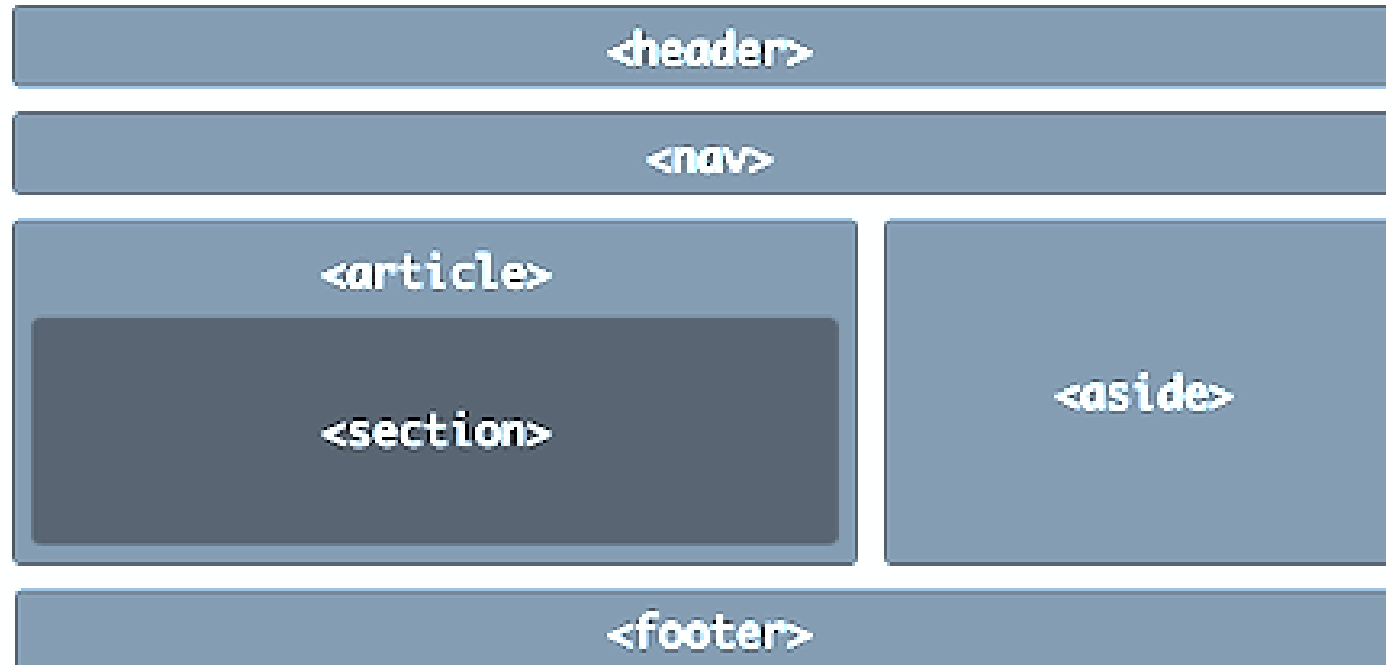 <header>
<nav>
<article>
<section>
<aside>
<footer>